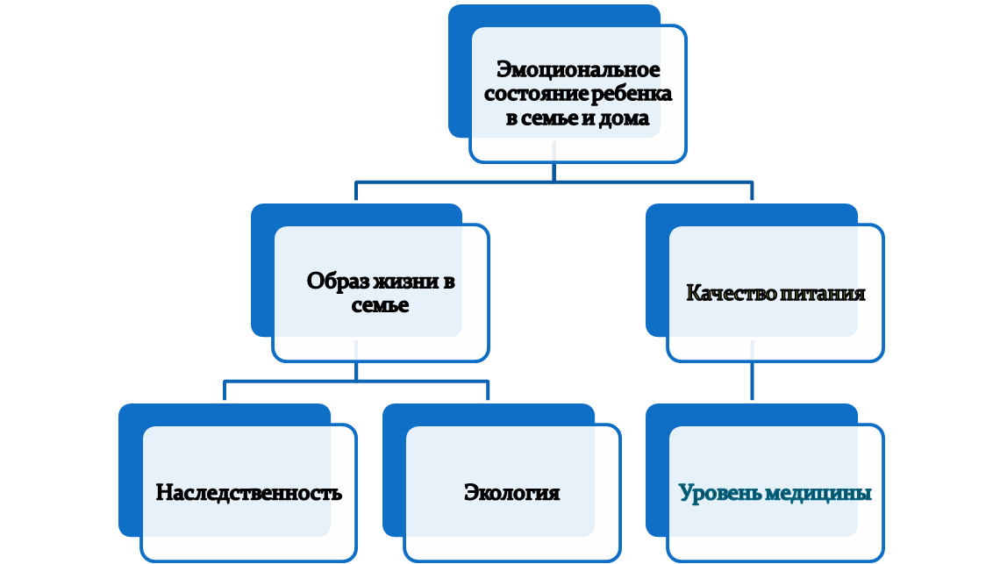 Эмоциональное
состояние ребенка
в семье и дома
Образ жизни в
семье
Качество питания
Наследственность
Экология
Уровень медицины